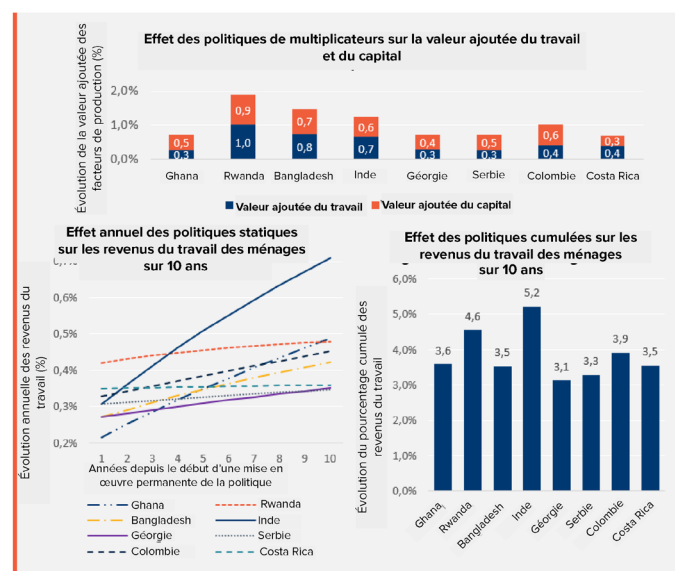 Effet des politiques de multiplicateurs sur la valeur ajoutée du travail
et du capital
Évolution de la valeur ajoutée des
facteurs de production (%)
2,0%
1,0%
0,0%
0,5
0,3
0,9
1,0
0,7
0,8
0,6
0,7
0,4
0,3
0,5
0,3
0,6
0,4
0,3
0,4
Ghana
Rwanda
Bangladesh
Inde
Géorgie
Serbie
Colombie
Costa Rica
Valeur ajoutée du travail
Valeur ajoutée du capital
Effet annuel des politiques statiques
sur les revenus du travail des ménages
sur 10 ans
Évolution annuelle des revenus du
travail (%)
0,7%
0,6%
0,5%
0,4%
0,3%
0,2%
1 2 3 4 5 6 7 8 9 10
Années depuis le début d'une mise en
œuvre permanente de la politique
Ghana
Rwanda
Bangladesh
Inde
Géorgie
Serbie
Colombie
Costa Rica
Effet des politiques cumulées sur les
revenus du travail des ménages
sur 10 ans
Évolution du pourcentage cumulé des
revenus du travail
6,0%
5,0%
4,0%
3,0%
2,0%
1,0%
0,0%
3,6
4,6
3,5
5,2
3,1
3,3
3,9
3,5
Ghana
Rwanda
Bangladesh
Inde
Géorgie
Serbie
Colombie
Costa Rica